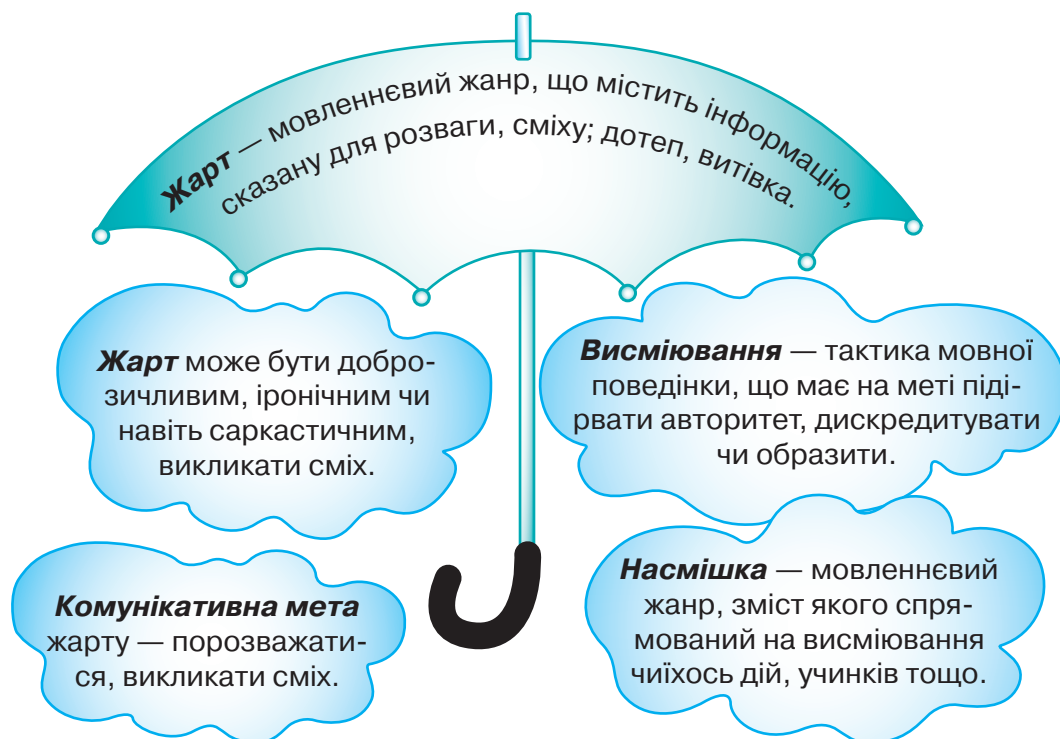 Жарт — мовленнєвий жанр, що містить інформацію,
сказану для розваги, сміху; дотеп, витівка.
Жарт може бути добро-
зичливим, іронічним чи
навіть саркастичним,
викликати сміх.
Висміювання — тактика мовної
поведінки, що має на меті піді-
рвати авторитет, дискредитувати
чи образити.
Комунікативна мета
жарту — порозважати-
ся, викликати сміх.
Насмішка — мовленнєвий
жанр, зміст якого спря-
мований на висміювання
чиїхось дій, учинків тощо.